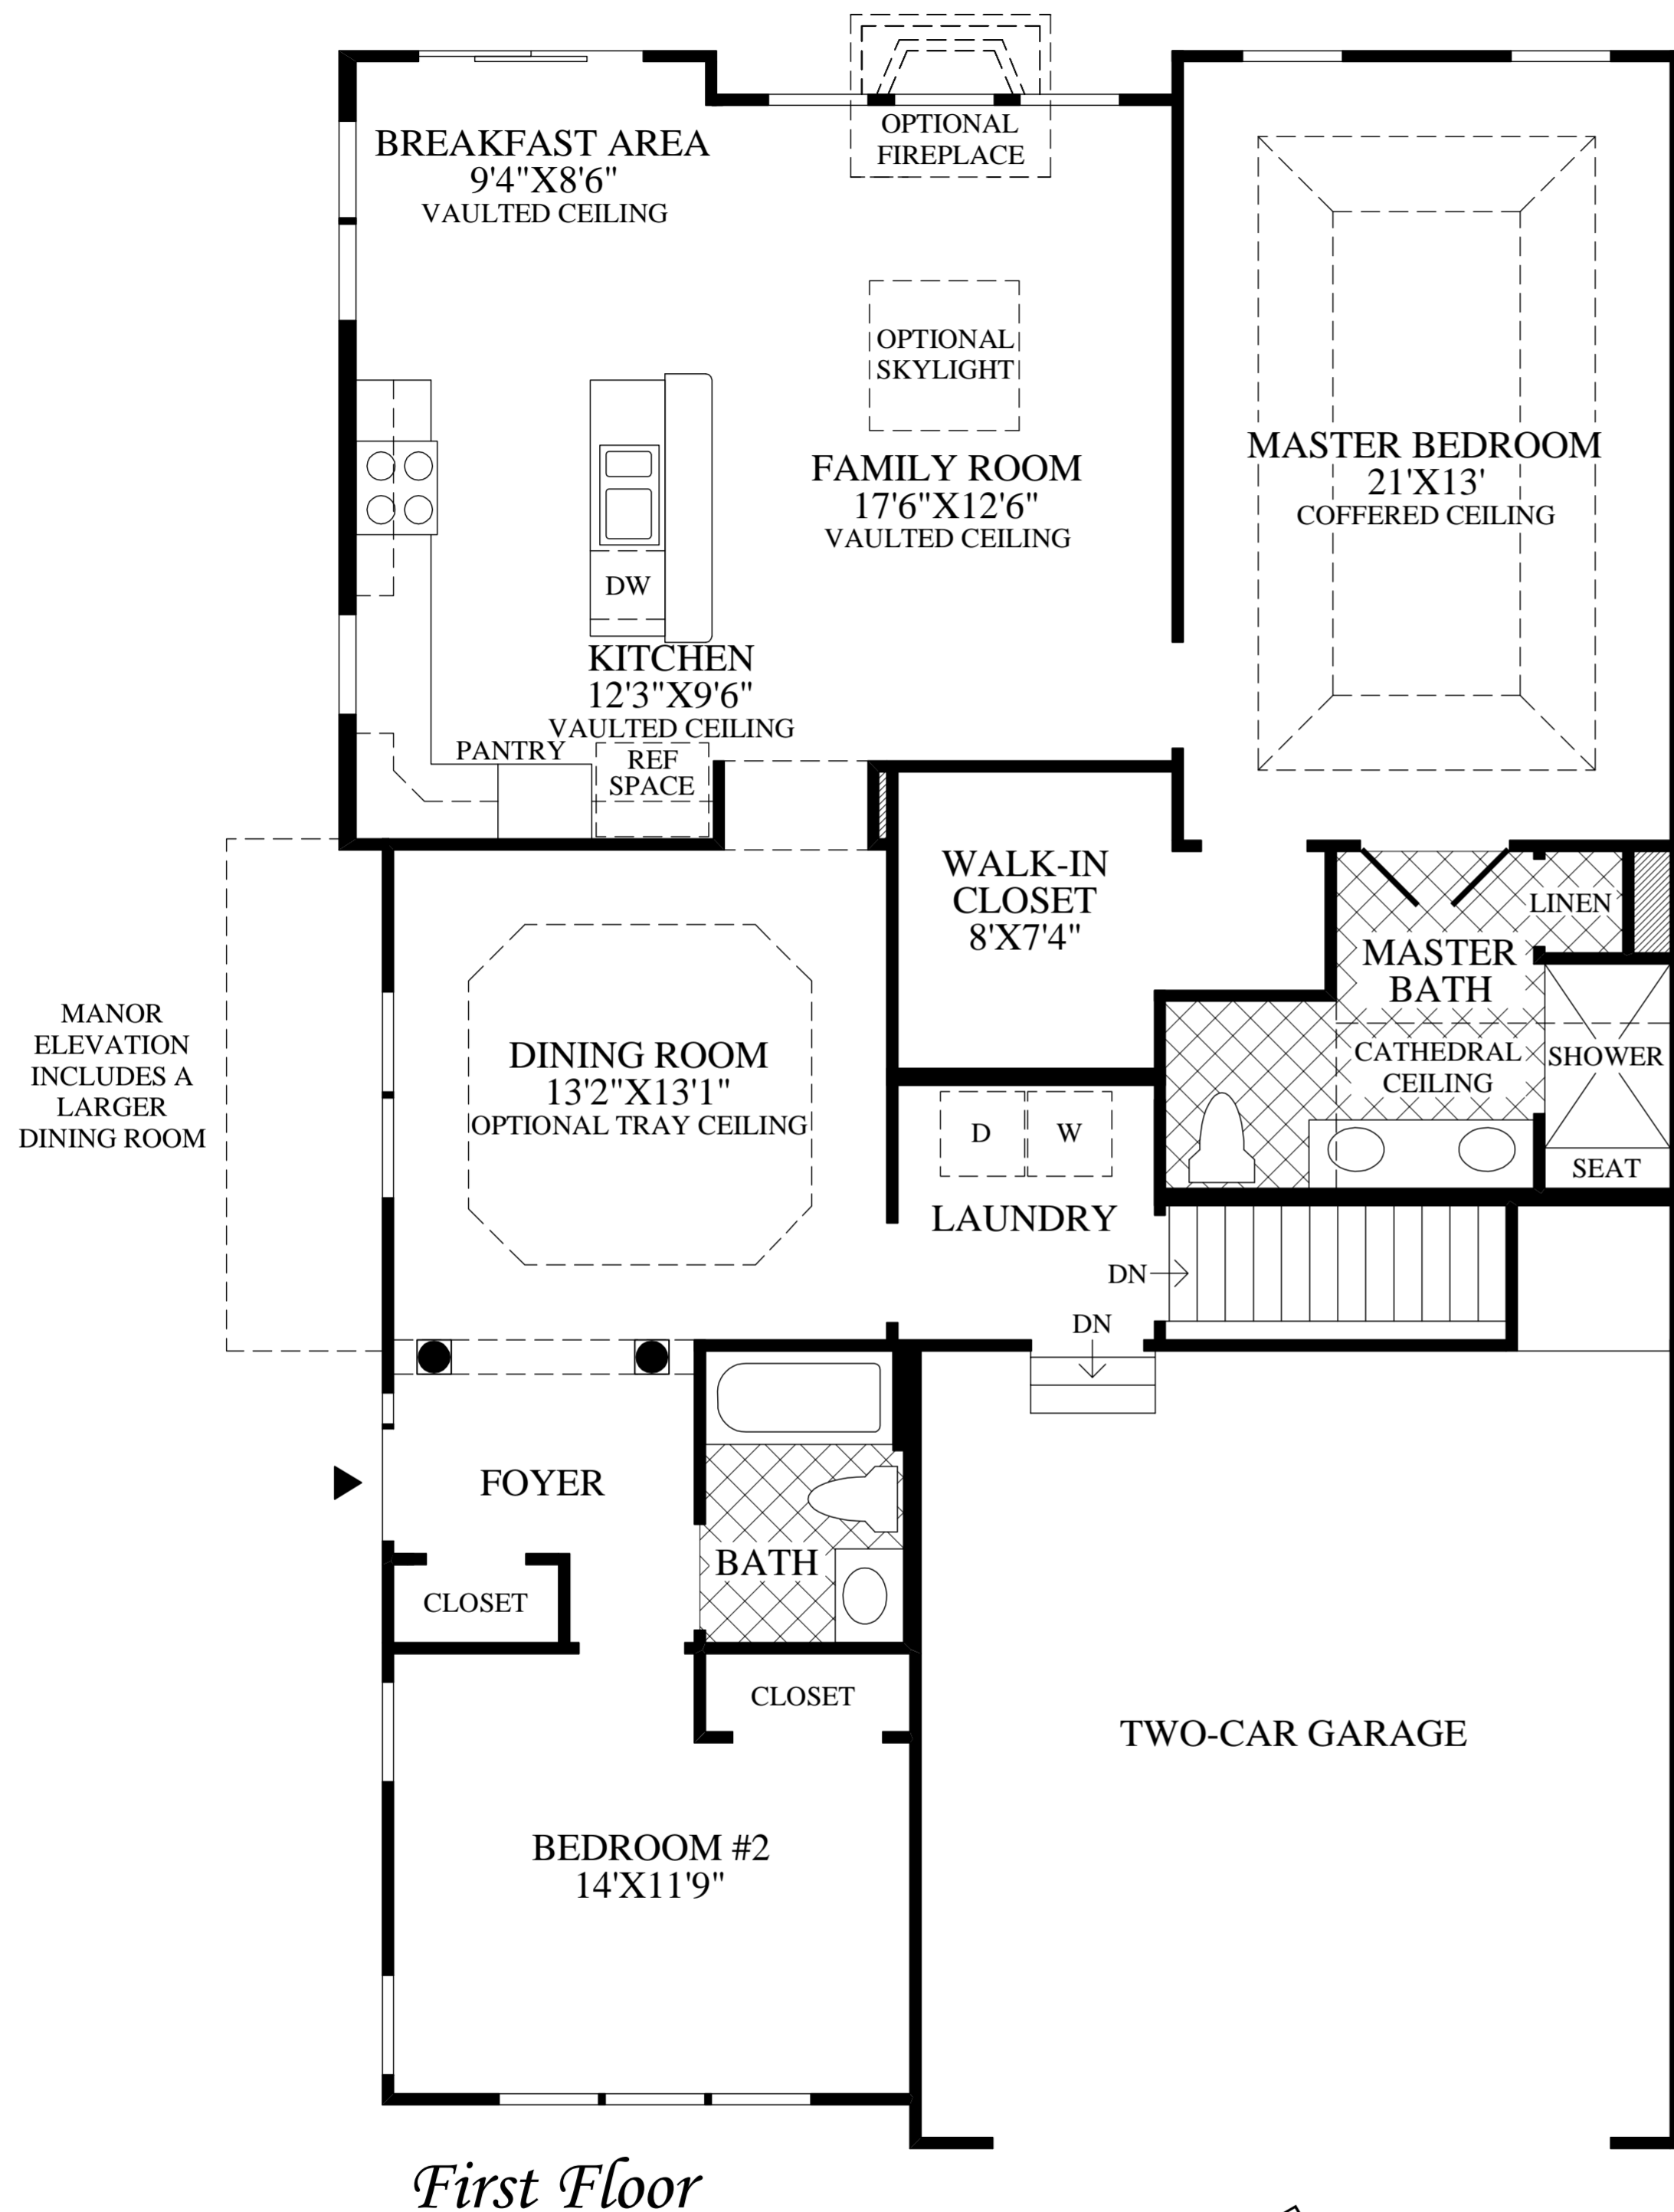 OPTIONAL
FIREPLACE
BREAKFAST AREA
9'4"X8'6"
VAULTED CEILING
OPTIONAL
SKYLIGHT
FAMILY ROOM
17'6"X12'6"
VAULTED CEILING
MASTER BEDROOM
21'X13'
COFFERED CEILING
DW
KITCHEN
12'3"X9'6"
VAULTED CEILING
PANTRY
REF
SPACE
WALK-IN
CLOSET
8'X7'4"
LINEN
MASTER
BATH
CATHEDRAL
CEILING
SHOWER
SEAT
MANOR
ELEVATION
INCLUDES A
LARGER
DINING ROOM
DINING ROOM
13'2"X13'1"
OPTIONAL TRAY CEILING
D
W
LAUNDRY
DN
DN
FOYER
BATH
CLOSET
CLOSET
TWO-CAR GARAGE
BEDROOM #2
14'X11'9"
First Floor